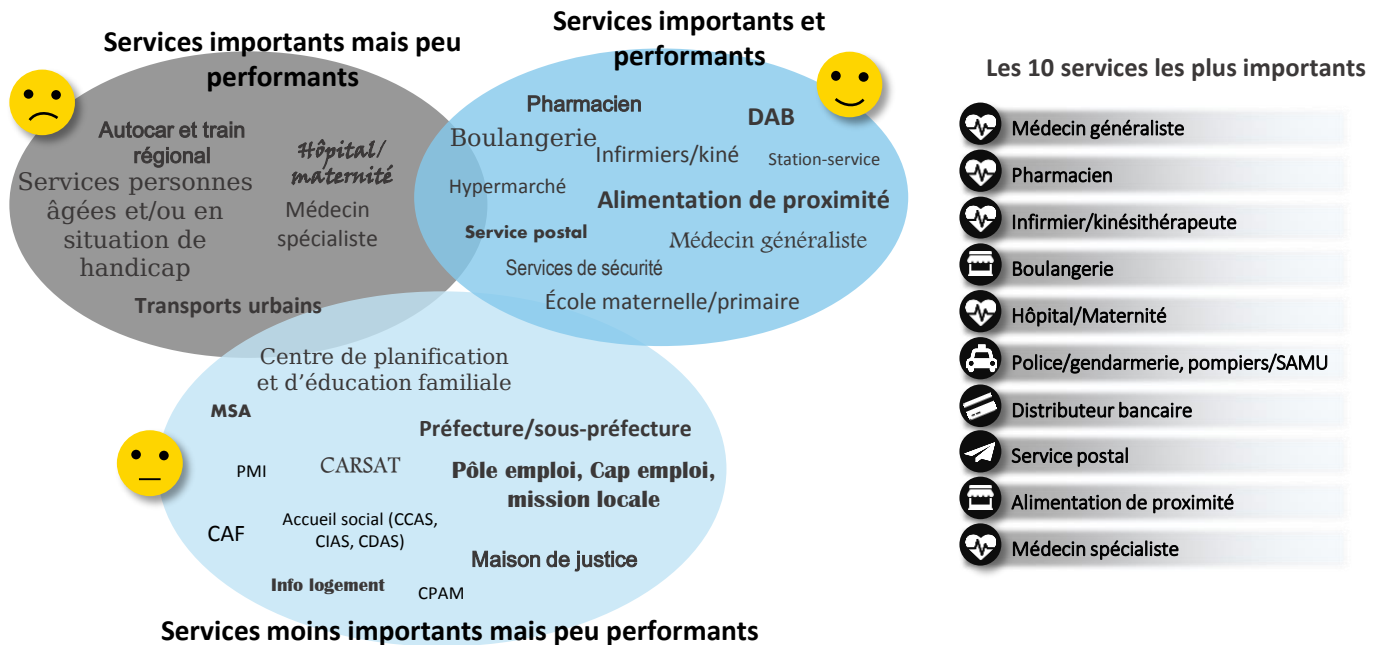 Services importants mais peu
performants
Autocar et train
régional
Hôpital/
maternité
Services personnes
âgées et/ou en
situation de
handicap
Médecin
spécialiste
Transports urbains
Services importants et
performants
Pharmacien
DAB
Boulangerie
Infirmiers/kiné
Station-service
Hypermarché
Alimentation de proximité
Service postal
Médecin généraliste
Services de sécurité
École maternelle/primaire
Centre de planification
et d’éducation familiale
MSA
Préfecture/sous-préfecture
PMI
CARSAT
Pôle emploi, Cap emploi,
mission locale
CAF
Accueil social (CCAS,
CIAS, CDAS)
Maison de justice
Info logement
CPAM
Services moins importants mais peu performants
Les 10 services les plus importants
Médecin généraliste
Pharmacien
Infirmier/kinésithérapeute
Boulangerie
Hôpital/Maternité
Police/gendarmerie, pompiers/SAMU
Distributeur bancaire
Service postal
Alimentation de proximité
Médecin spécialiste